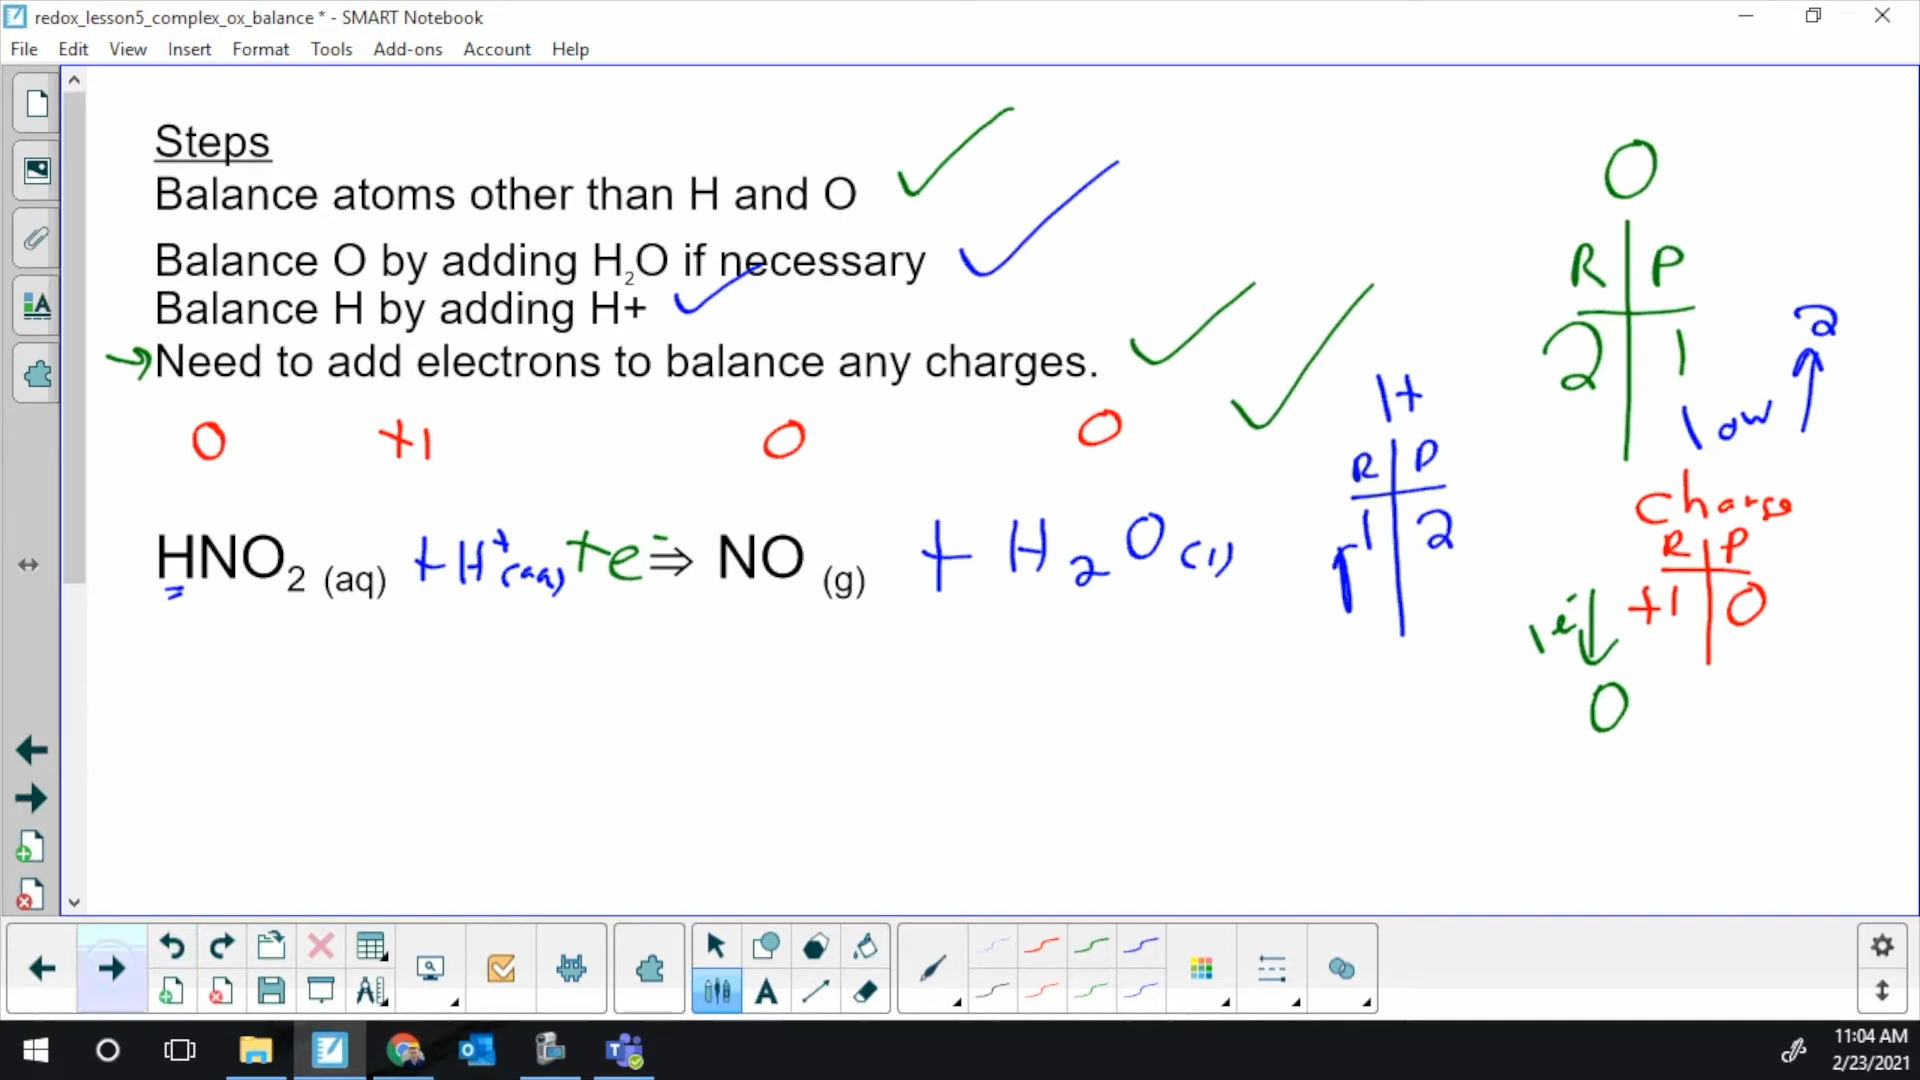 redox_lesson5_complex_ox_balance * - SMART Notebook
File Edit View Insert Format Tools Add-ons Account Help
Steps
Balance atoms other than H and O
Balance O by adding H₂O if necessary
Balance H by adding H+
→Need to add electrons to balance any charges.
O
R P
2 1
low 2
0 +1 0 0
1+
R P
1 2
charge
R P
+1 0
1e⁻
0
HNO₂ (aq) + H⁺(aq) + e⁻ ⇒ NO (g) + H₂O(l)
11:04 AM
2/23/2021